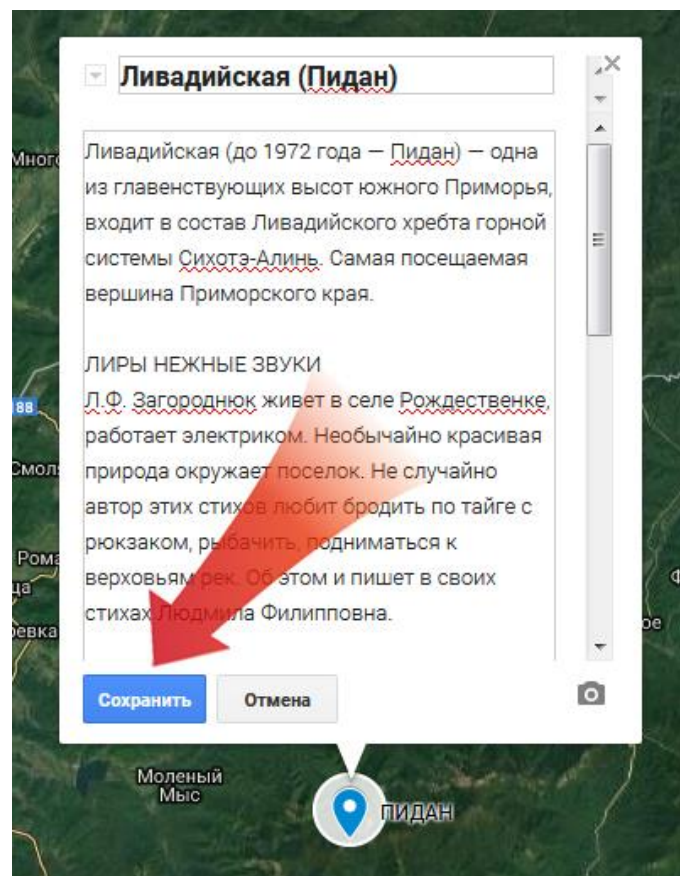 Ливадийская (Пидан)
Ливадийская (до 1972 года — Пидан) — одна
из главенствующих высот южного Приморья,
входит в состав Ливадийского хребта горной
системы Сихотэ-Алинь. Самая посещаемая
вершина Приморского края.
ЛИРЫ НЕЖНЫЕ ЗВУКИ
Л.Ф. Загороднюк живет в селе Рождественке,
работает электриком. Необычайно красивая
природа окружает поселок. Не случайно
автор этих стихов любит бродить по тайге с
рюкзаком, рыбачить, подниматься к
верховьям рек. Об этом и пишет в своих
стихах Людмила Филипповна.
Сохранить Отмена
88
Моленый
Мыс
ПИДАН